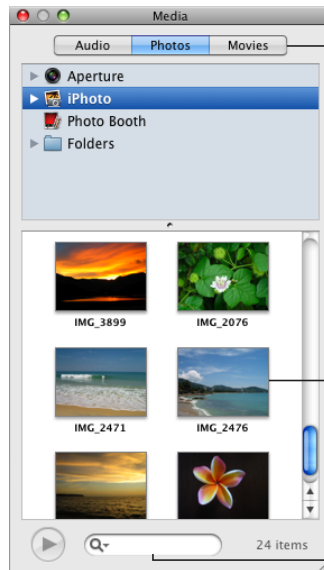 Media
Audio Photos Movies
Aperture
iPhoto
Photo Booth
Folders
IMG_3899 IMG_2076
IMG_2471 IMG_2476
24 items